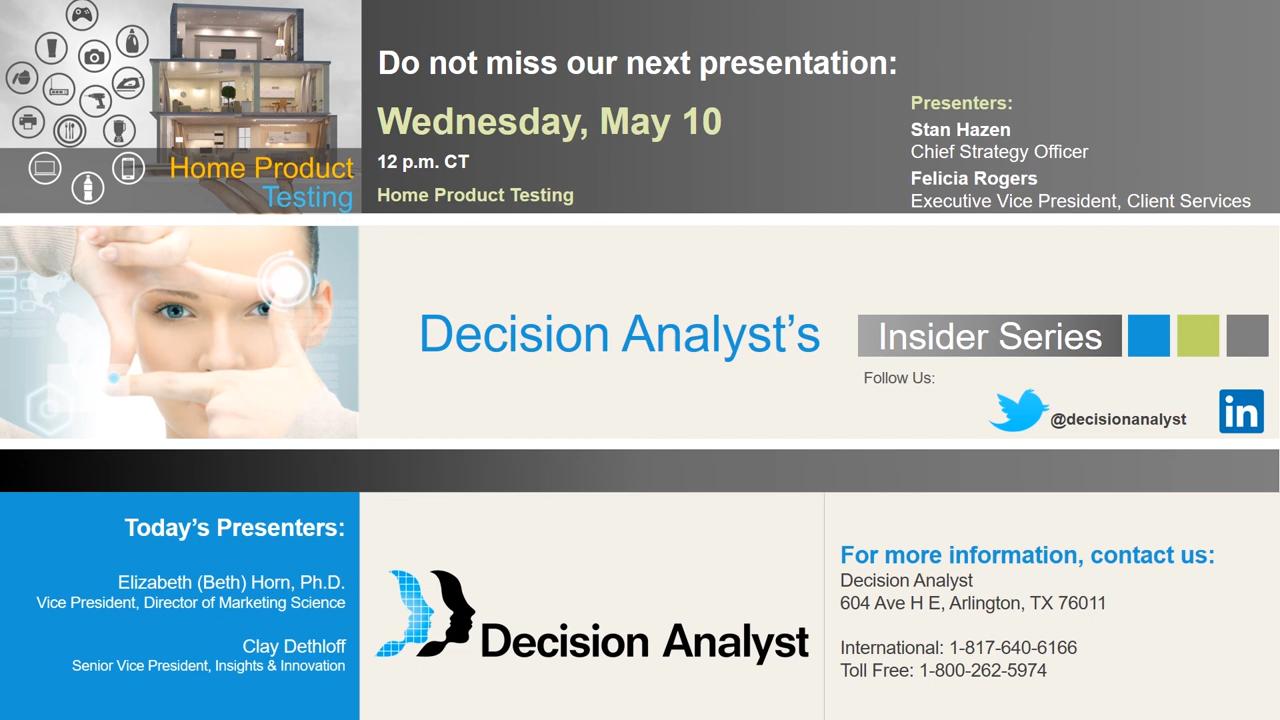 Home Product
Testing
Do not miss our next presentation:
Wednesday, May 10
12 p.m. CT
Home Product Testing
Presenters:
Stan Hazen
Chief Strategy Officer
Felicia Rogers
Executive Vice President, Client Services
Decision Analyst’s
Insider Series
Follow Us:
@decisionanalyst
in
Today’s Presenters:
Elizabeth (Beth) Horn, Ph.D.
Vice President, Director of Marketing Science
Clay Dethloff
Senior Vice President, Insights & Innovation
Decision Analyst
For more information, contact us:
Decision Analyst
604 Ave H E, Arlington, TX 76011
International: 1-817-640-6166
Toll Free: 1-800-262-5974